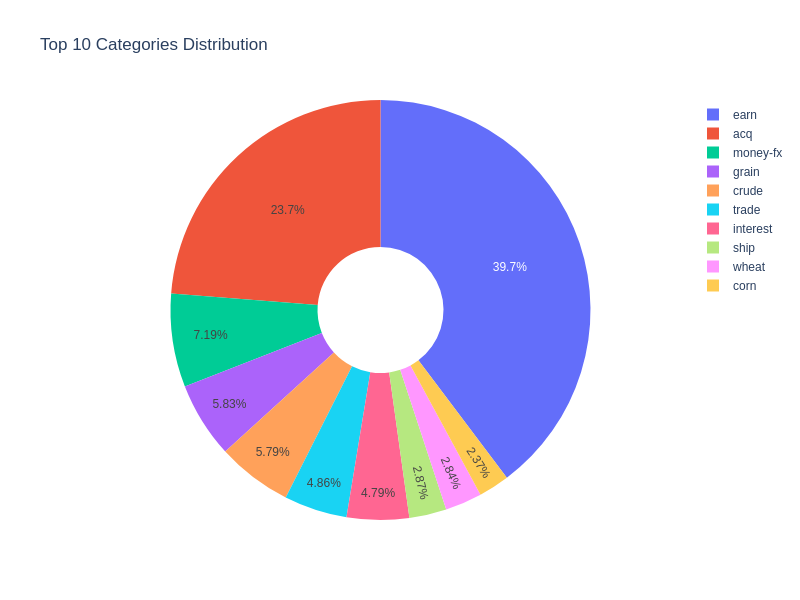 Top 10 Categories Distribution
earn
acq
money-fx
grain
crude
trade
interest
ship
wheat
corn
23.7%
39.7%
7.19%
5.83%
5.79%
4.86%
4.79%
2.87%
2.84%
2.37%